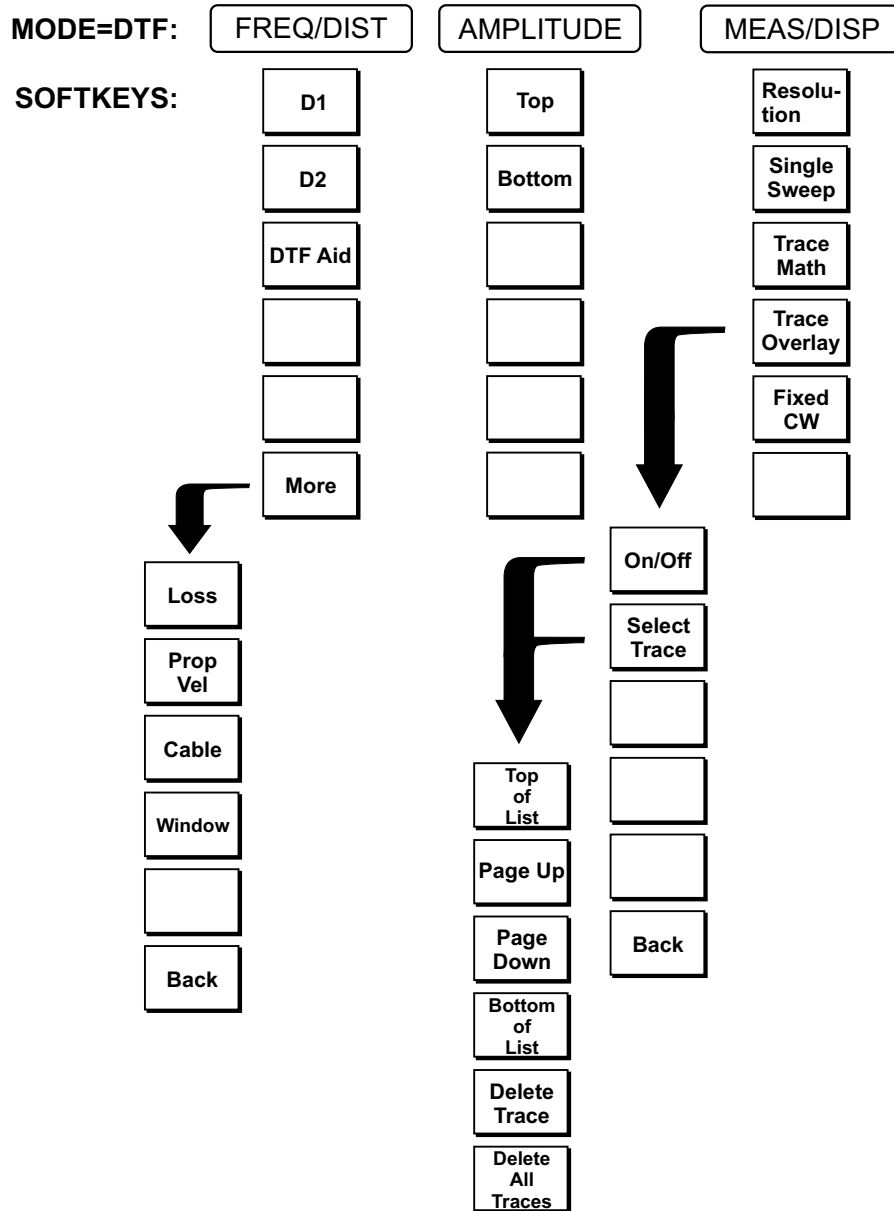 MODE=DTF:
FREQ/DIST
AMPLITUDE
MEAS/DISP
SOFTKEYS:
D1
D2
DTF Aid
More
Loss
Prop
Vel
Cable
Window
Back
Top
Bottom
Resolu-
tion
Single
Sweep
Trace
Math
Trace
Overlay
Fixed
CW
On/Off
Select
Trace
Back
Top
of
List
Page Up
Page
Down
Bottom
of
List
Delete
Trace
Delete
All
Traces